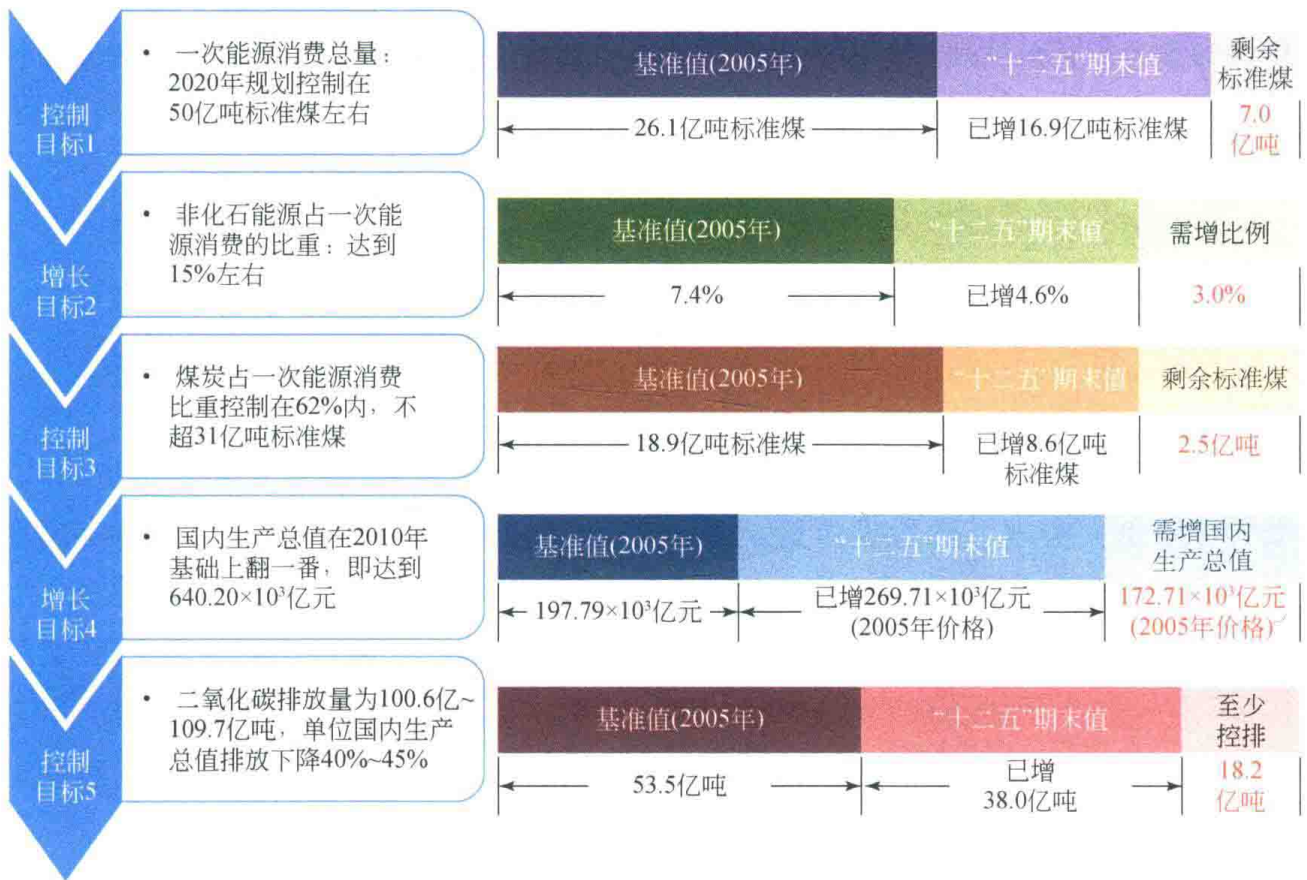 控制
目标1
• 一次能源消费总量：
2020年规划控制在
50亿吨标准煤左右
基准值(2005年)
“十二五”期末值
剩余
标准煤
26.1亿吨标准煤
已增16.9亿吨标准煤
7.0
亿吨
增长
目标2
• 非化石能源占一次能
源消费的比重：达到
15%左右
基准值(2005年)
“十二五”期末值
需增比例
7.4%
已增4.6%
3.0%
控制
目标3
• 煤炭占一次能源消费
比重控制在62%内，不
超31亿吨标准煤
基准值(2005年)
“十二五”期末值
剩余标准煤
18.9亿吨标准煤
已增8.6亿吨
标准煤
2.5亿吨
增长
目标4
• 国内生产总值在2010年
基础上翻一番，即达到
640.20×10³亿元
基准值(2005年)
“十二五”期末值
需增国内
生产总值
197.79×10³亿元
已增269.71×10³亿元
(2005年价格)
172.71×10³亿元
(2005年价格)
控制
目标5
• 二氧化碳排放量为100.6亿~
109.7亿吨，单位国内生产
总值排放下降40%~45%
基准值(2005年)
“十二五”期末值
至少
控排
53.5亿吨
已增
38.0亿吨
18.2
亿吨